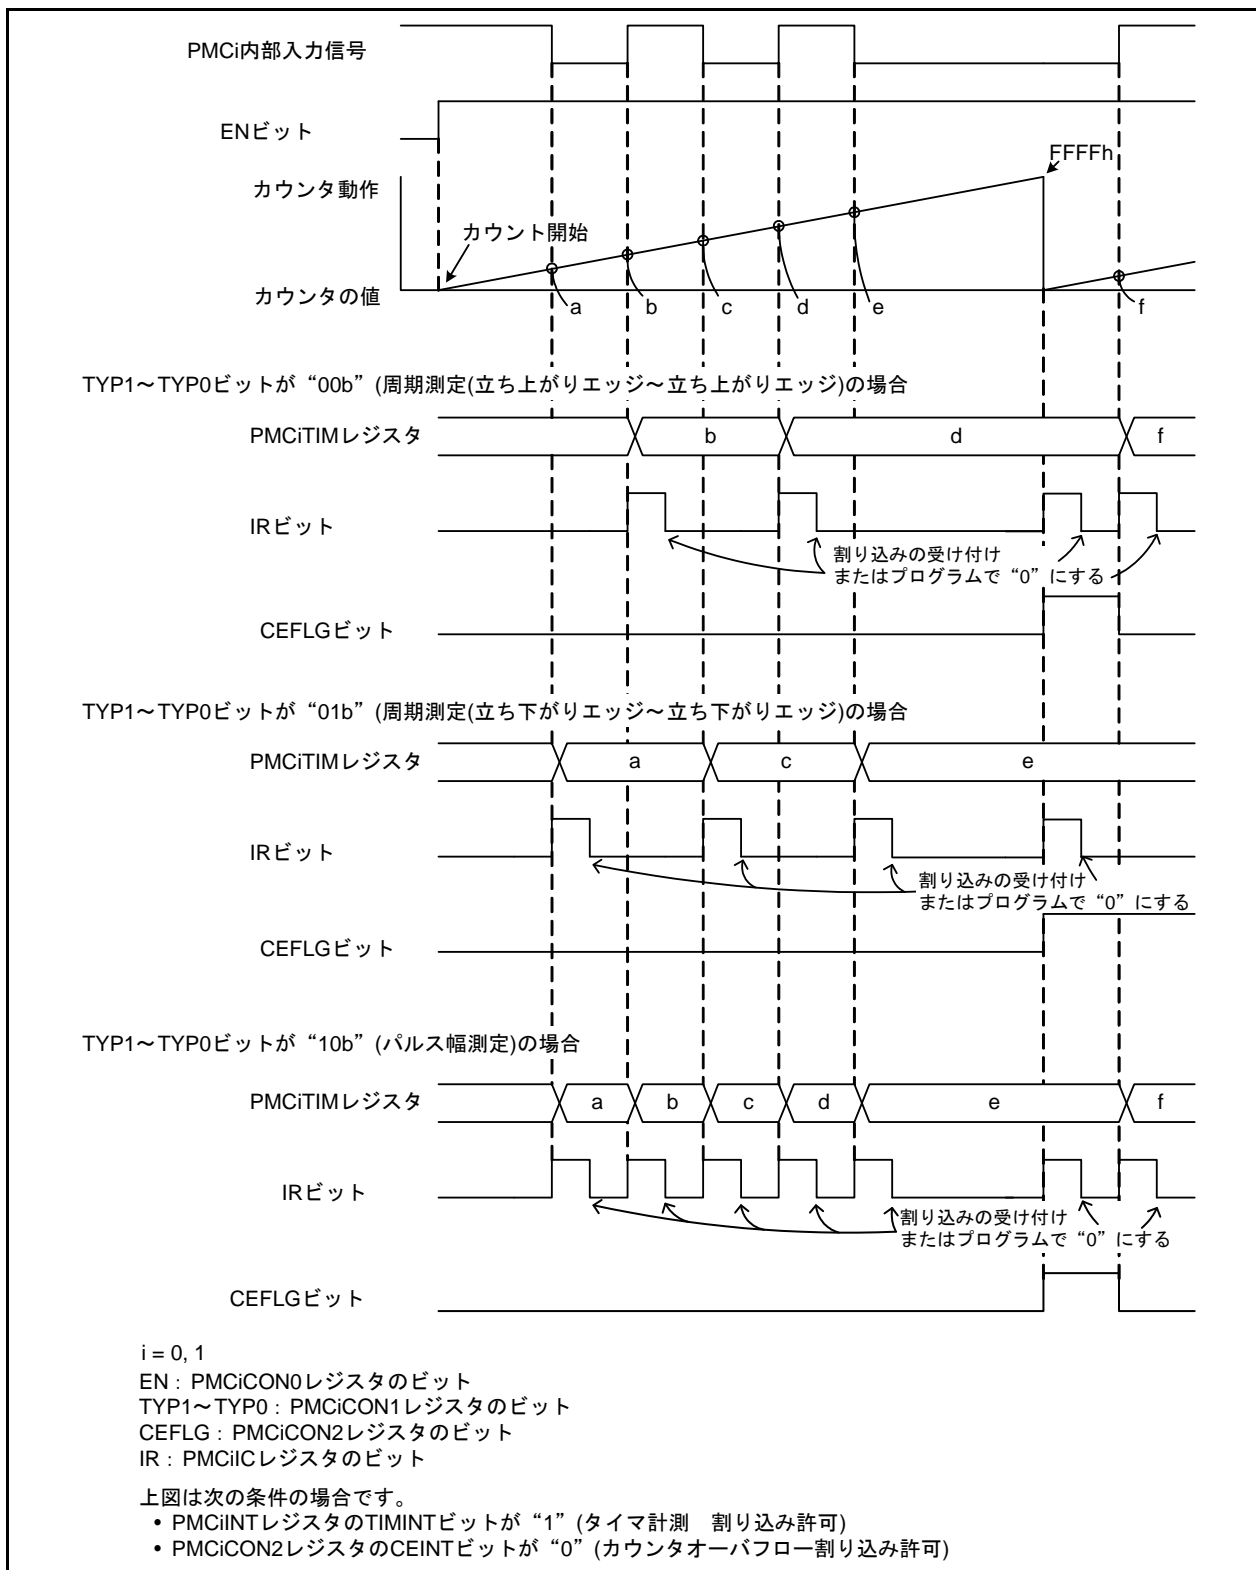 PMCi内部入力信号
ENビット
FFFFh
カウンタ動作
カウント開始
カウンタの値
a b c d e f
TYP1～TYP0ビットが“00b”(周期測定(立ち上がりエッジ～立ち上がりエッジ)の場合
PMCiTIMレジスタ b d f
IRビット
割り込みの受け付け
またはプログラムで“0”にする
CEFLGビット
TYP1～TYP0ビットが“01b”(周期測定(立ち下がりエッジ～立ち下がりエッジ)の場合
PMCiTIMレジスタ a c e
IRビット
割り込みの受け付け
またはプログラムで“0”にする
CEFLGビット
TYP1～TYP0ビットが“10b”(パルス幅測定)の場合
PMCiTIMレジスタ a b c d e f
IRビット
割り込みの受け付け
またはプログラムで“0”にする
CEFLGビット
i = 0, 1
EN : PMCiCON0レジスタのビット
TYP1～TYP0 : PMCiCON1レジスタのビット
CEFLG : PMCiCON2レジスタのビット
IR : PMCiICレジスタのビット
上図は次の条件の場合です。
• PMCiINTレジスタのTIMINTビットが“1”(タイマ計測　割り込み許可)
• PMCiCON2レジスタのCEINTビットが“0”(カウンタオーバフロー割り込み許可)